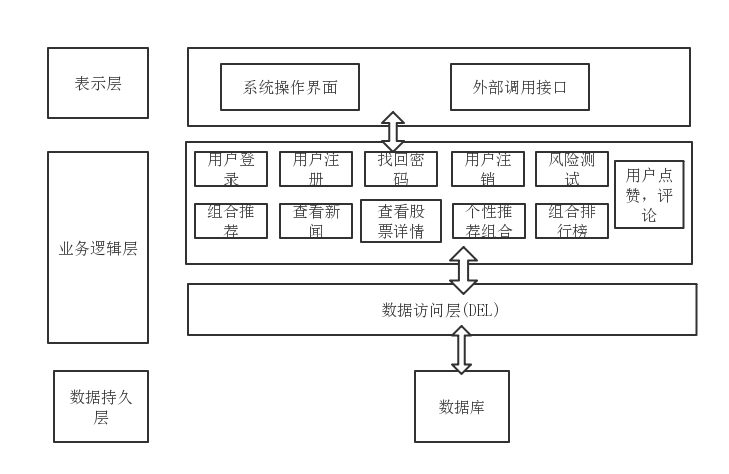 表示层
系统操作界面
外部调用接口
业务逻辑层
用户登
录
用户注
册
找回密
码
用户注
销
风险测
试
用户点
赞，评
论
组合推
荐
查看新
闻
查看股
票详情
个性推
荐组合
组合排
行榜
数据访问层(DEL)
数据持久
层
数据库